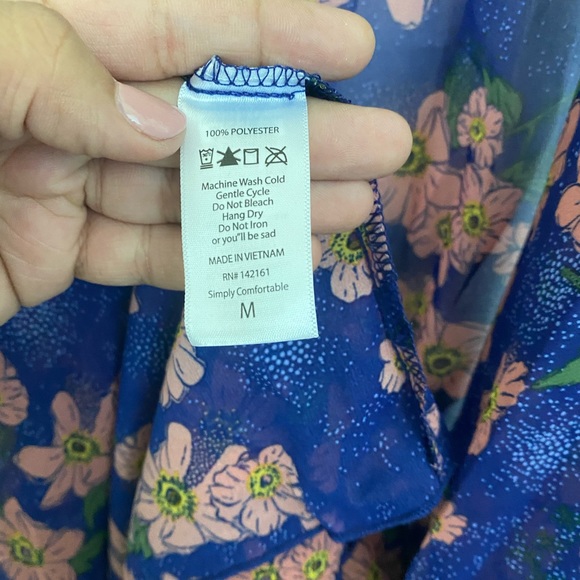 100% POLYESTER
Machine Wash Cold
Gentle Cycle
Do Not Bleach
Hang Dry
Do Not Iron
or you"ll be sad
MADE IN VIETNAM
RN# 142161
Simply Comfortable
M